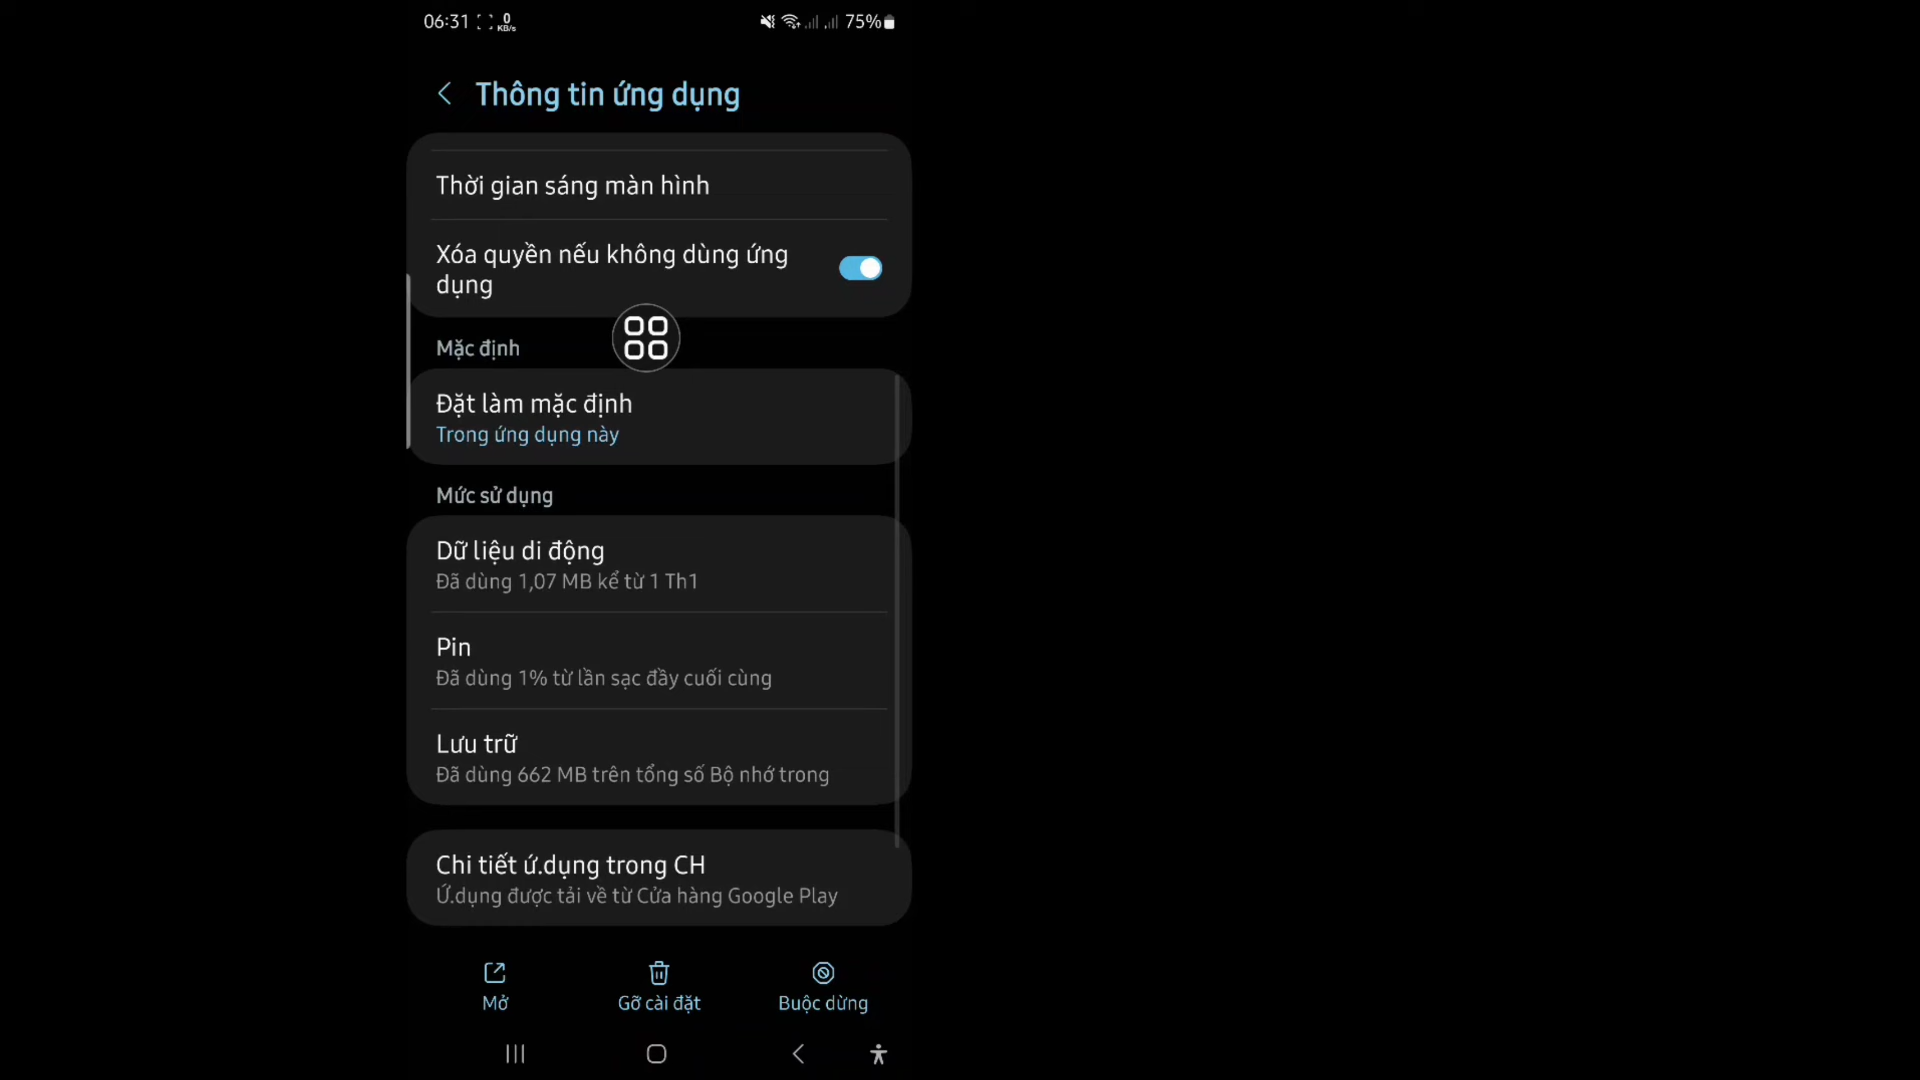 06:31 0 KB/s 75%
Thông tin ứng dụng
Thời gian sáng màn hình
Xóa quyền nếu không dùng ứng
dụng
Mặc định
Đặt làm mặc định
Trong ứng dụng này
Mức sử dụng
Dữ liệu di động
Đã dùng 1,07 MB kể từ 1 Th1
Pin
Đã dùng 1% từ lần sạc đầy cuối cùng
Lưu trữ
Đã dùng 662 MB trên tổng số Bộ nhớ trong
Chi tiết ứ.dụng trong CH
Ứ.dụng được tải về từ Cửa hàng Google Play
Mở
Gỡ cài đặt
Buộc dừng